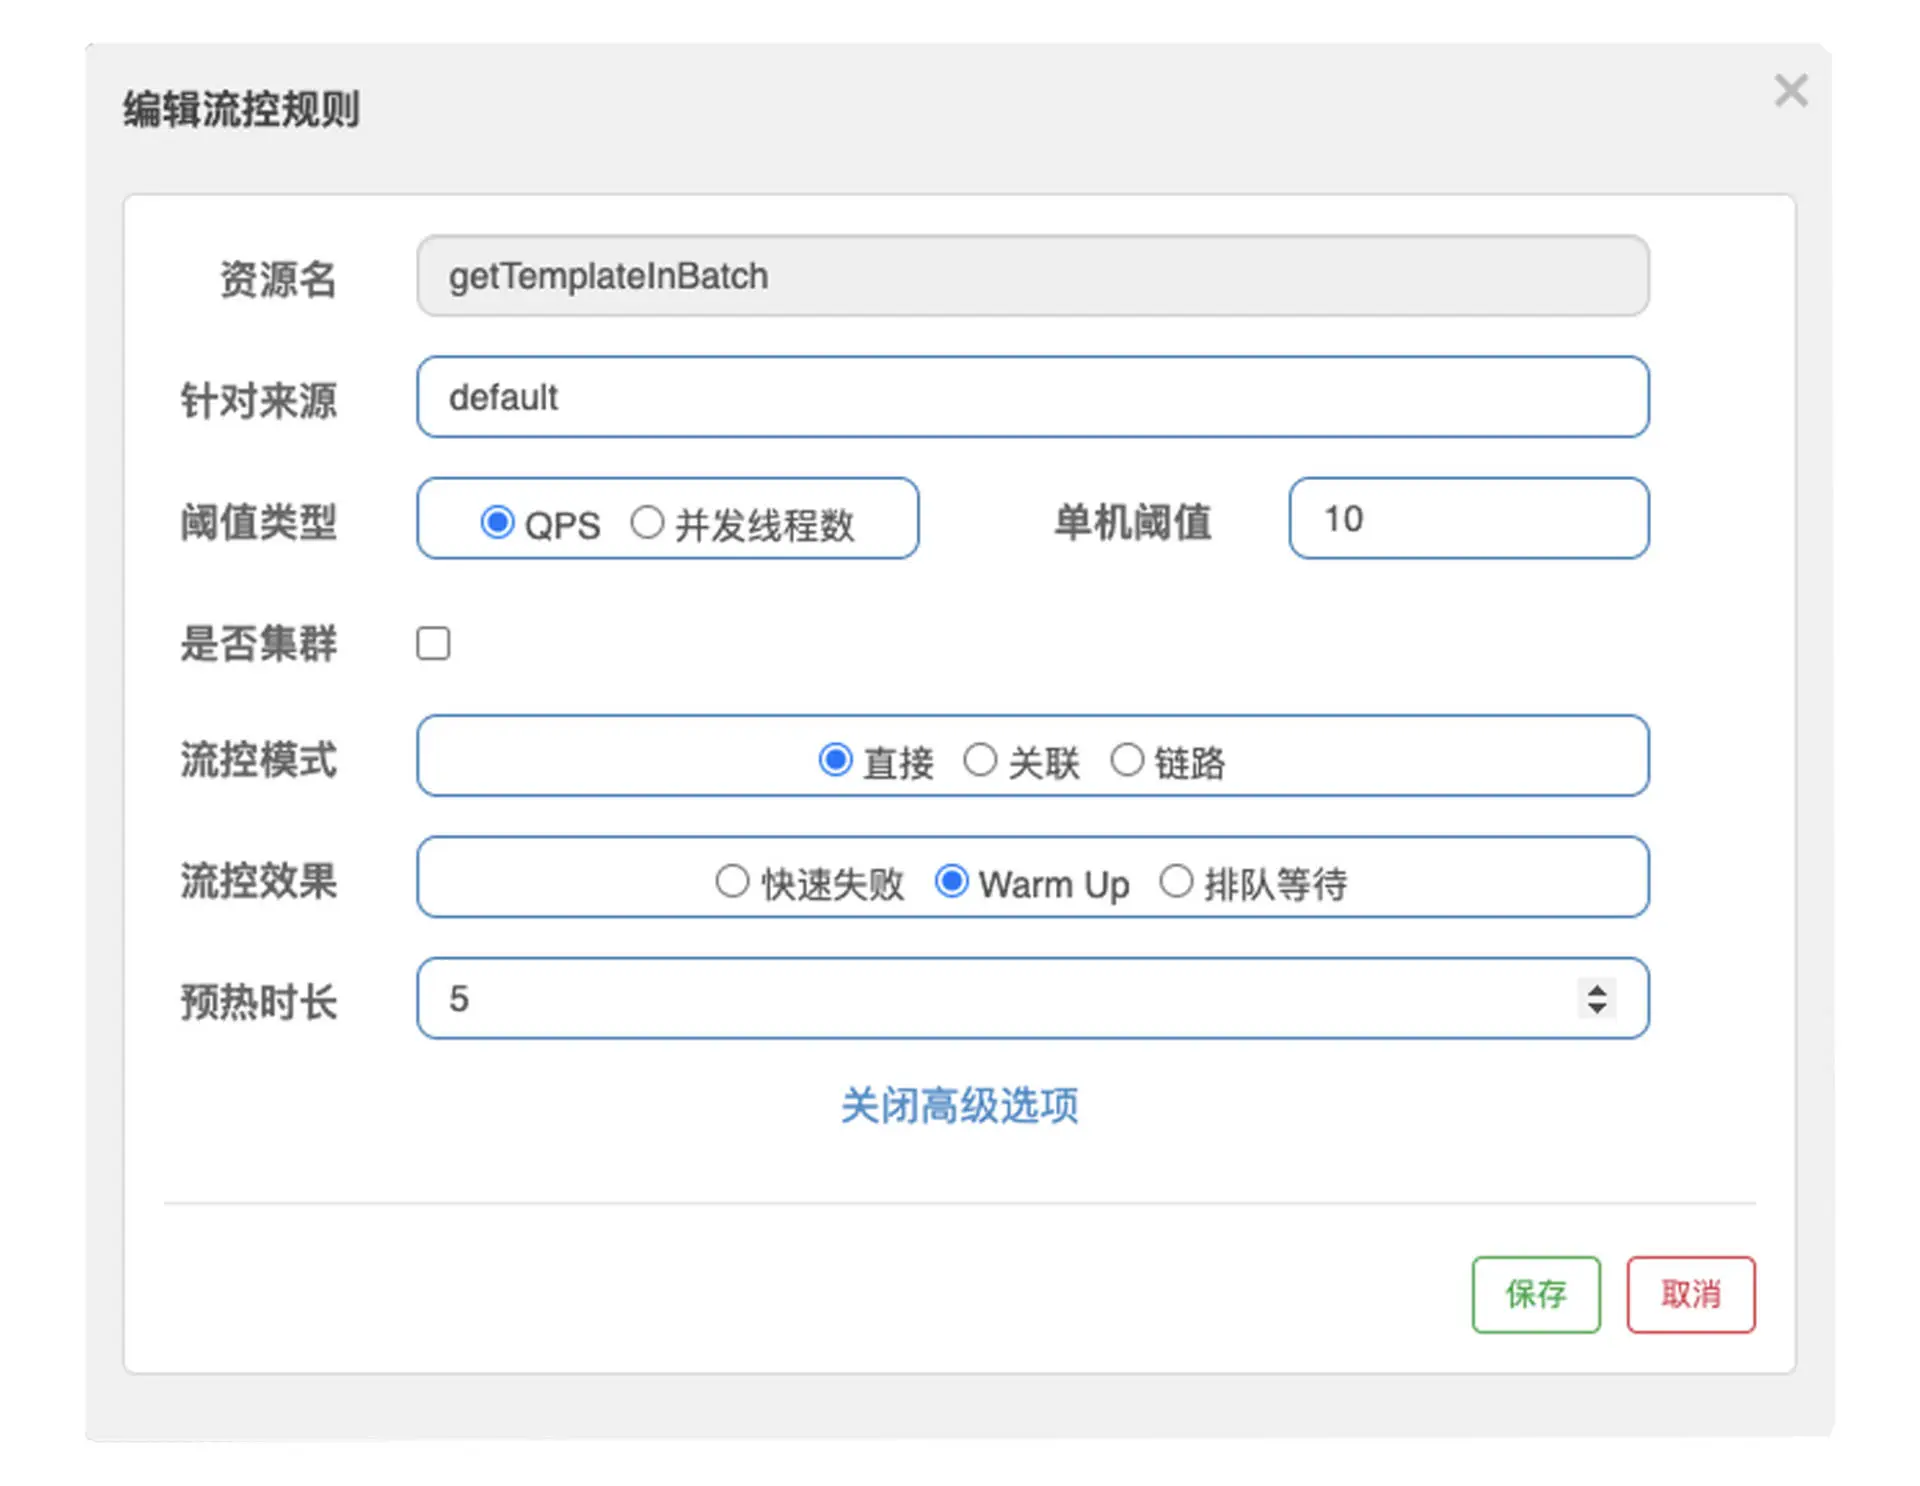 编辑流控规则
资源名 getTemplateInBatch
针对来源 default
阈值类型 QPS 并发线程数 单机阈值 10
是否集群
流控模式 直接 关联 链路
流控效果 快速失败 Warm Up 排队等待
预热时长 5
关闭高级选项
保存 取消